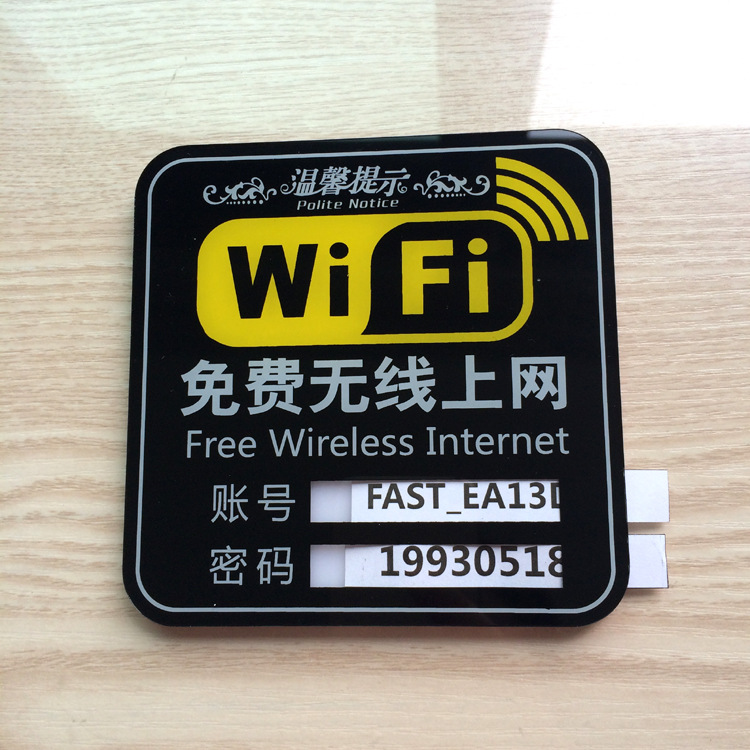 温馨提示
Polite Notice
WiFi
免费无线上网
Free Wireless Internet
账号 FAST_EA13D
密码 19930518